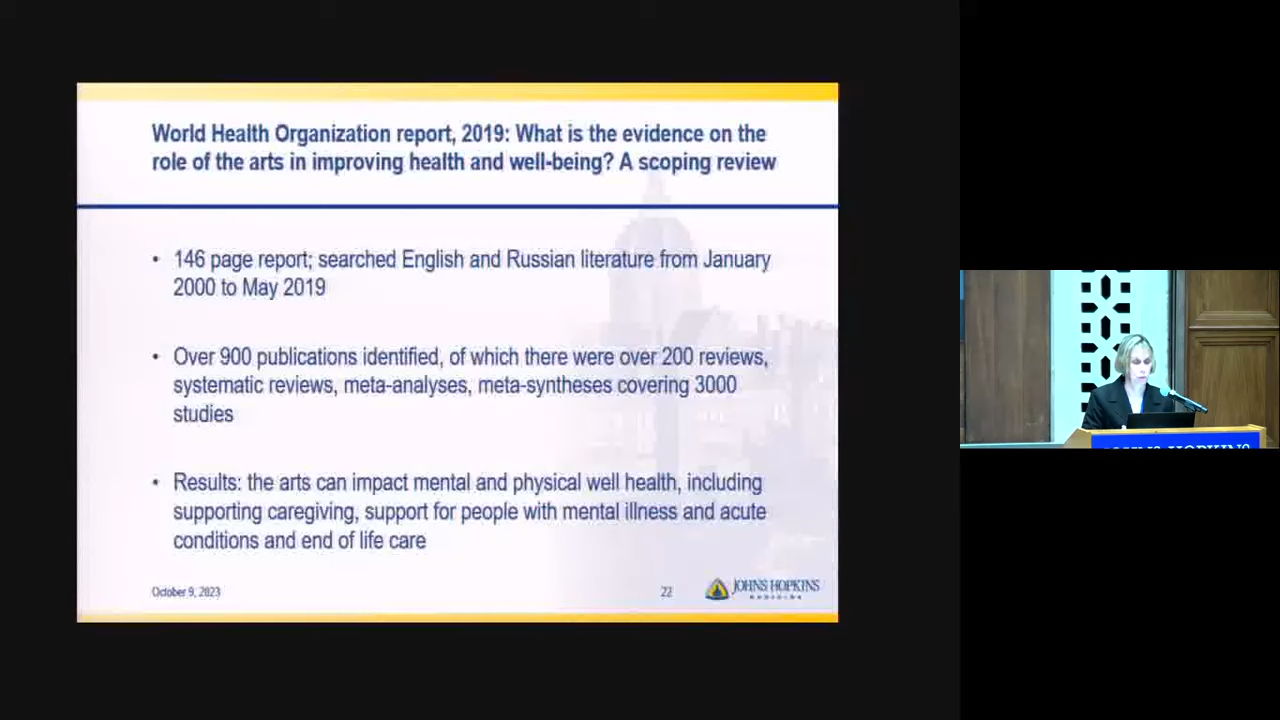 World Health Organization report, 2019: What is the evidence on the
role of the arts in improving health and well-being? A scoping review
• 146 page report; searched English and Russian literature from January
2000 to May 2019
• Over 900 publications identified, of which there were over 200 reviews,
systematic reviews, meta-analyses, meta-syntheses covering 3000
studies
• Results: the arts can impact mental and physical well health, including
supporting caregiving, support for people with mental illness and acute
conditions and end of life care
October 9, 2023
22
JOHNS HOPKINS
MEDICINE
JOHNS HOPKINS